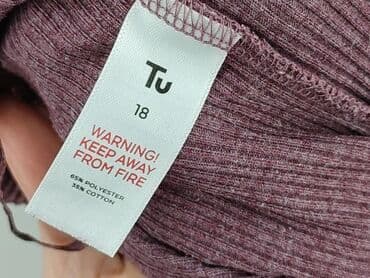 Tu
18
WARNING!
KEEP AWAY
FROM FIRE
65% POLYESTER
35% COTTON